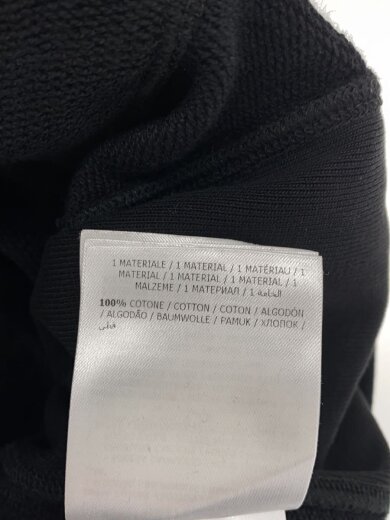 1 MATERIALE / 1 MATERIAL / 1 MATÉRIAU / 1
MATERIAL / 1 MATERIAL / 1 MATERIAL / 1
MALZEME / 1 МАТЕРИАЛ / 1 الخامة
100% COTONE / COTTON / COTON / ALGODÓN
/ ALGODÃO / BAUMWOLLE / PAMUK / ХЛОПОК /
قطن